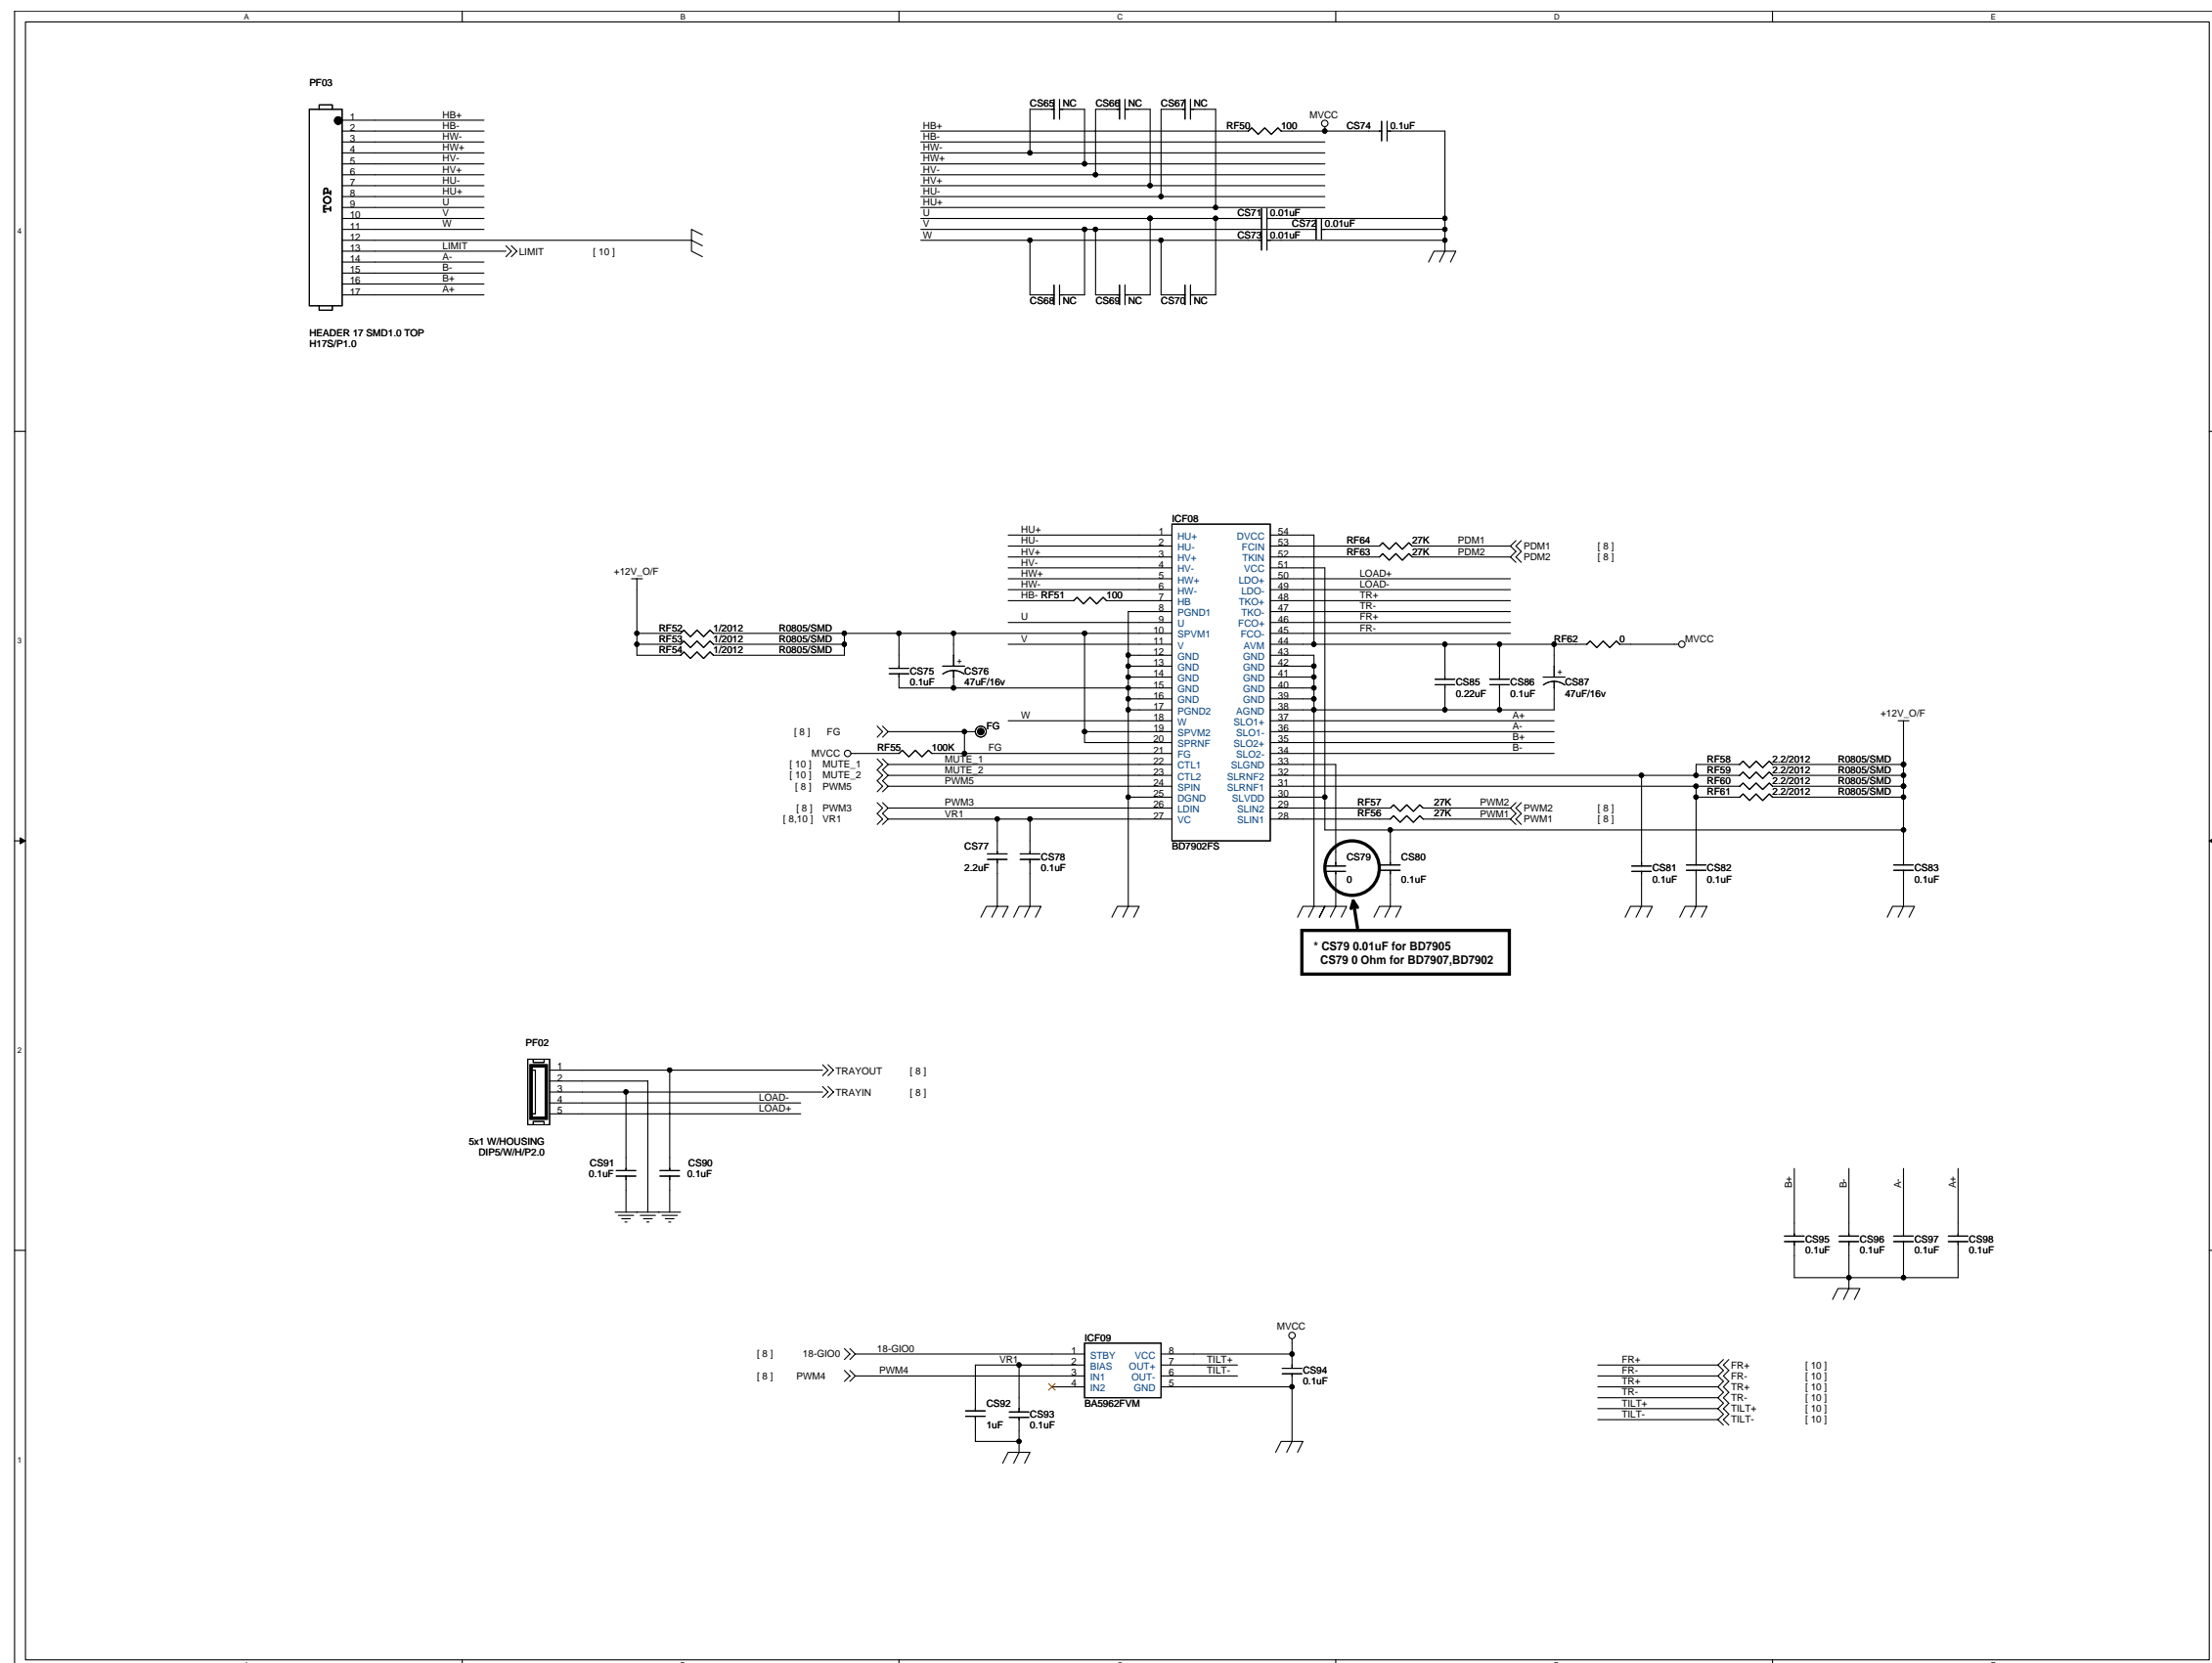 A B C D E
PF03
TOP
1 HB+
2 HB-
3 HW-
4 HW+
5 HV-
6 HV+
7 HU-
8 HU+
9 U
10 V
11 W
12
13 LIMIT LIMIT [ 10 ]
14 A-
15 B-
16 B+
17 A+
HEADER 17 SMD1.0 TOP
H17S/P1.0
CS65 NC CS66 NC CS67 NC
MVCC
HB+ RF50 100 CS74 0.1uF
HB-
HW-
HW+
HV-
HV+
HU-
HU+
U CS71 0.01uF
V CS72 0.01uF
W CS73 0.01uF
CS68 NC CS69 NC CS70 NC
4
ICF08
HU+ 1 HU+ DVCC 54
HU- 2 HU- FCIN 53 RF64 27K PDM1 PDM1 [ 8 ]
HV+ 3 HV+ TKIN 52 RF63 27K PDM2 PDM2 [ 8 ]
HV- 4 HV- VCC 51
HW+ 5 HW+ LDO+ 50 LOAD+
HW- 6 HW- LDO- 49 LOAD-
HB- RF51 100 7 HB TKO+ 48 TR+
8 PGND1 TKO- 47 TR-
U 9 U FCO+ 46 FR+
10 SPVM1 FCO- 45 FR-
V 11 V AVM 44 RF62 0 MVCC
12 GND GND 43
13 GND GND 42
14 GND GND 41
15 GND GND 40
16 GND GND 39
17 PGND2 AGND 38
W 18 W SLO1+ 37 A+
19 SPVM2 SLO1- 36 A-
20 SPRNF SLO2+ 35 B+
21 FG SLO2- 34 B-
22 CTL1 SLGND 33
23 CTL2 SLRNF2 32
24 SPIN SLRNF1 31
25 DGND SLVDD 30
26 LDIN SLIN2 29 RF57 27K PWM2 PWM2 [ 8 ]
27 VC SLIN1 28 RF56 27K PWM1 PWM1 [ 8 ]
BD7902FS
+12V_O/F
RF52 1/2012 R0805/SMD
RF53 1/2012 R0805/SMD
RF54 1/2012 R0805/SMD
CS75 0.1uF
CS76 47uF/16v
3
[ 8 ] FG FG
MVCC RF55 100K FG
[ 10 ] MUTE_1 MUTE_1
[ 10 ] MUTE_2 MUTE_2
[ 8 ] PWM5 PWM5
[ 8 ] PWM3 PWM3
[ 8,10 ] VR1 VR1
CS77 2.2uF
CS78 0.1uF
CS85 0.22uF
CS86 0.1uF
CS87 47uF/16v
+12V_O/F
RF58 2.2/2012 R0805/SMD
RF59 2.2/2012 R0805/SMD
RF60 2.2/2012 R0805/SMD
RF61 2.2/2012 R0805/SMD
CS79 0
CS80 0.1uF
CS81 0.1uF
CS82 0.1uF
CS83 0.1uF
* CS79 0.01uF for BD7905
CS79 0 Ohm for BD7907,BD7902
2
PF02
1 TRAYOUT [ 8 ]
2
3 TRAYIN [ 8 ]
4 LOAD-
5 LOAD+
5x1 W/HOUSING
DIP5/W/H/P2.0
CS91 0.1uF
CS90 0.1uF
B+ B- A- A+
CS95 0.1uF
CS96 0.1uF
CS97 0.1uF
CS98 0.1uF
ICF09
MVCC
[ 8 ] 18-GIO0 18-GIO0 1 STBY VCC 8
VR1 2 BIAS OUT+ 7 TILT+
[ 8 ] PWM4 PWM4 3 IN1 OUT- 6 TILT-
4 IN2 GND 5
BA5962FVM
CS94 0.1uF
CS92 1uF
CS93 0.1uF
FR+ FR+ [ 10 ]
FR- FR- [ 10 ]
TR+ TR+ [ 10 ]
TR- TR- [ 10 ]
TILT+ TILT+ [ 10 ]
TILT- TILT- [ 10 ]
1